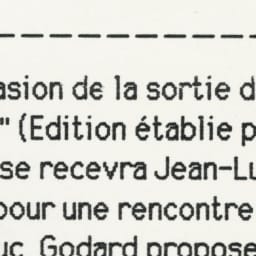 asion de la sortie d
" (Edition établie p
se recevra Jean-Lu
pour une rencontre
uc Godard propose